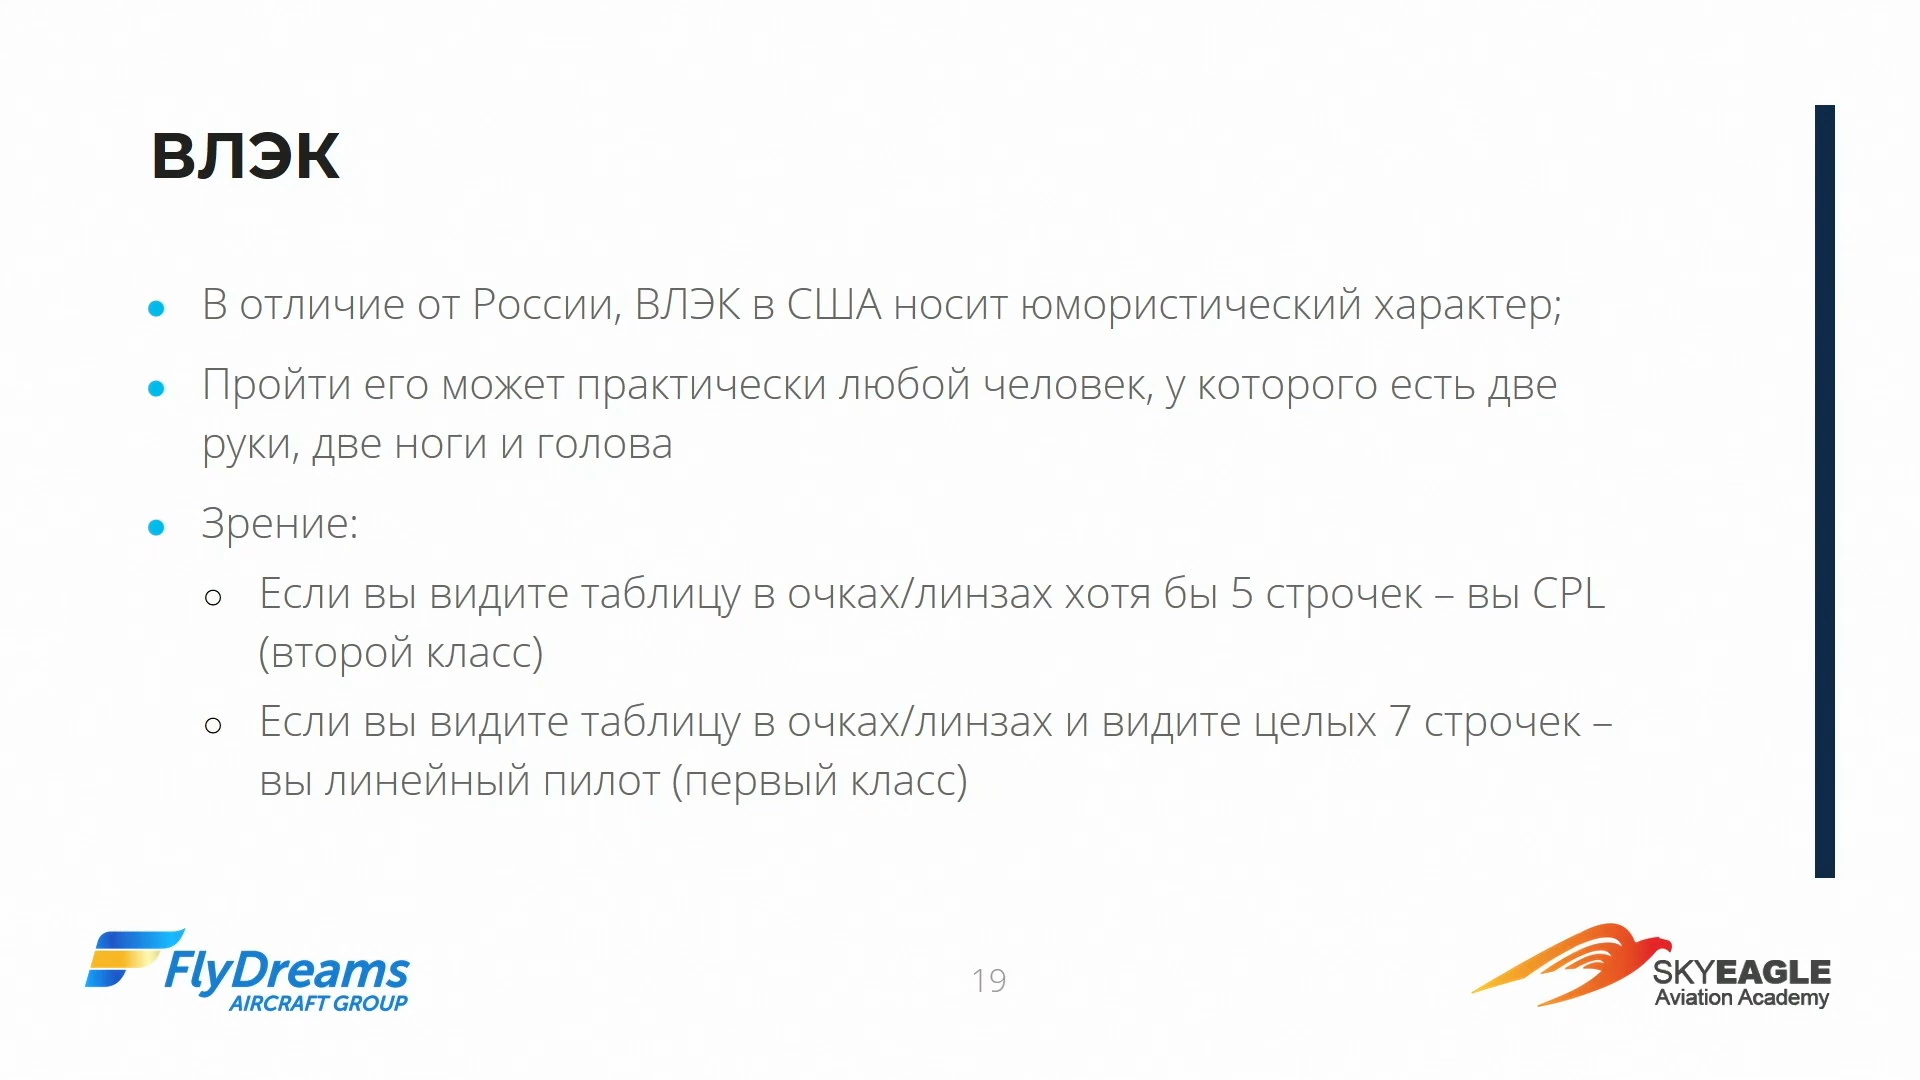 ВЛЭК
В отличие от России, ВЛЭК в США носит юмористический характер;
Пройти его может практически любой человек, у которого есть две
руки, две ноги и голова
Зрение:
Если вы видите таблицу в очках/линзах хотя бы 5 строчек – вы CPL
(второй класс)
Если вы видите таблицу в очках/линзах и видите целых 7 строчек –
вы линейный пилот (первый класс)
FlyDreams
AIRCRAFT GROUP
19
SKYEAGLE
Aviation Academy